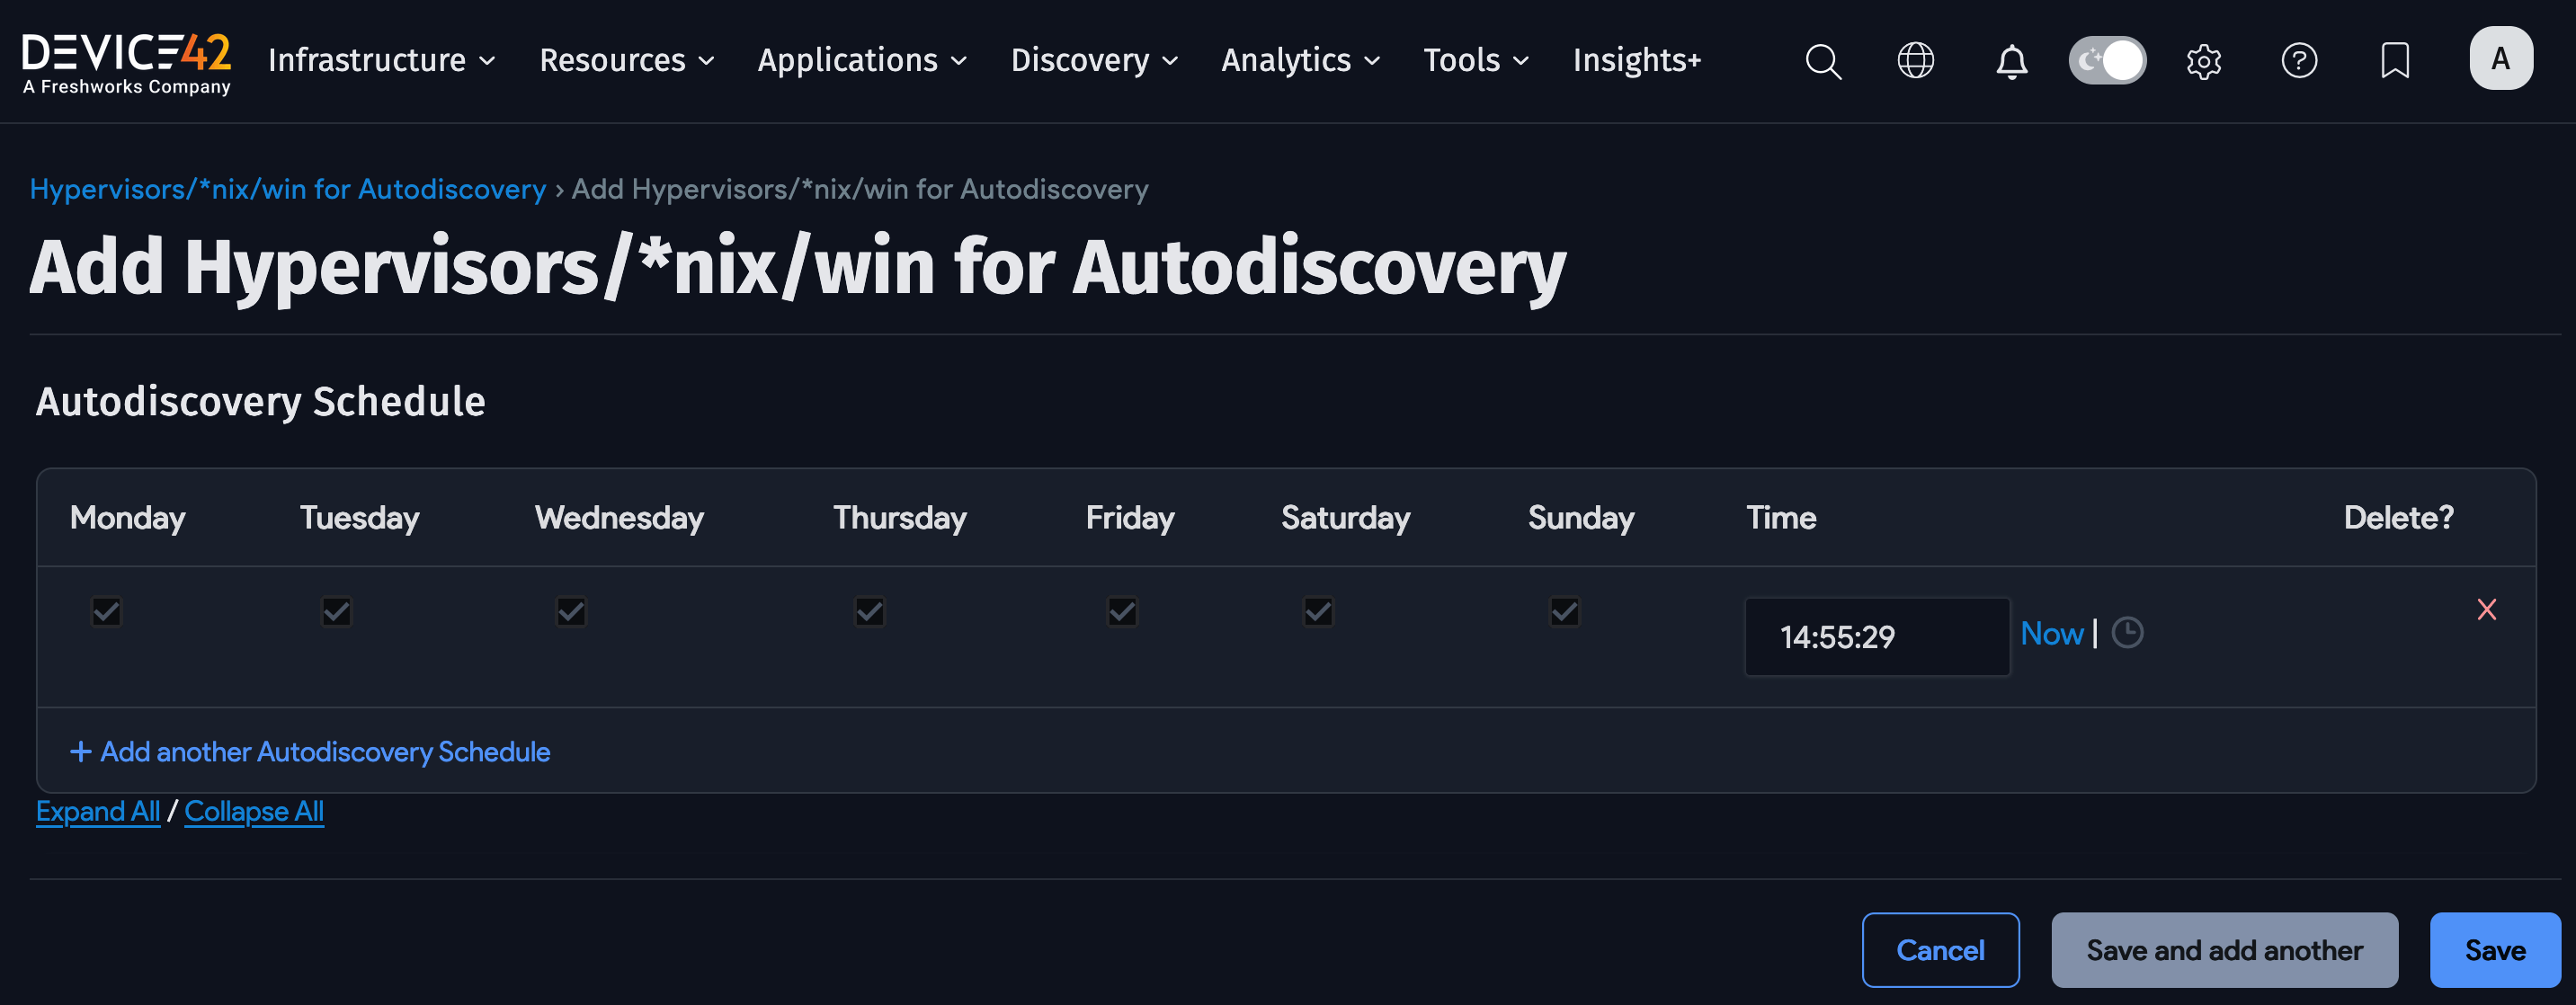 DEVICE42
A Freshworks Company
Infrastructure Resources Applications Discovery Analytics Tools Insights+
A
Hypervisors/*nix/win for Autodiscovery › Add Hypervisors/*nix/win for Autodiscovery
Add Hypervisors/*nix/win for Autodiscovery
Autodiscovery Schedule
Monday Tuesday Wednesday Thursday Friday Saturday Sunday Time Delete?
14:55:29 Now |
+ Add another Autodiscovery Schedule
Expand All / Collapse All
Cancel Save and add another Save